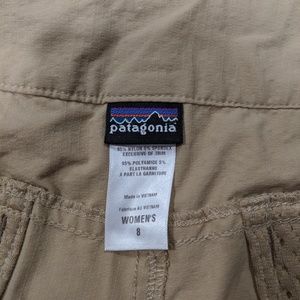 patagonia
95% NYLON 5% SPANDEX
EXCLUSIVE OF TRIM
95% POLYAMIDE 5%
ELASTHANNE
A PART LA GARNITURE
Made in VIETNAM
Fabriqué au VIETNAM
WOMEN'S
8